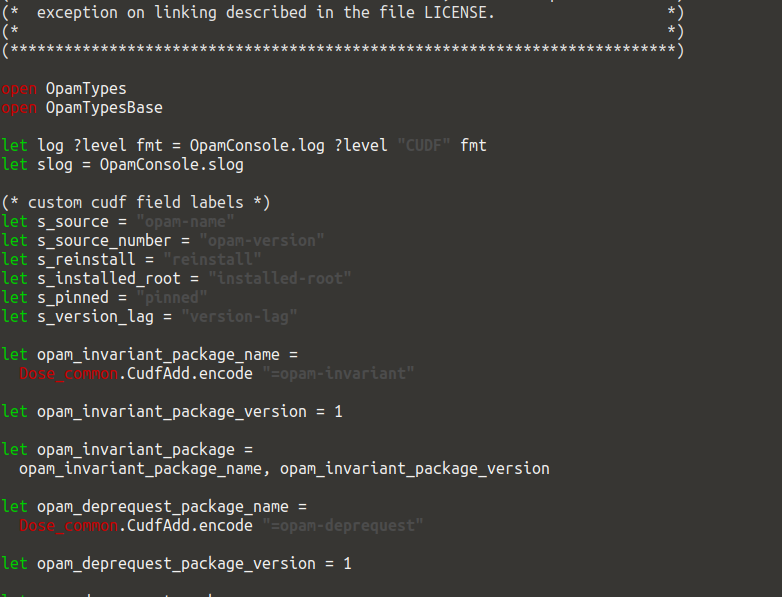 (*  exception on linking described in the file LICENSE.                   *)
(*                                                                        *)
(**************************************************************************)
open OpamTypes
open OpamTypesBase
let log ?level fmt = OpamConsole.log ?level "CUDF" fmt
let slog = OpamConsole.slog
(* custom cudf field labels *)
let s_source = "opam-name"
let s_source_number = "opam-version"
let s_reinstall = "reinstall"
let s_installed_root = "installed-root"
let s_pinned = "pinned"
let s_version_lag = "version-lag"
let opam_invariant_package_name =
  Dose_common.CudfAdd.encode "=opam-invariant"
let opam_invariant_package_version = 1
let opam_invariant_package =
  opam_invariant_package_name, opam_invariant_package_version
let opam_deprequest_package_name =
  Dose_common.CudfAdd.encode "=opam-deprequest"
let opam_deprequest_package_version = 1